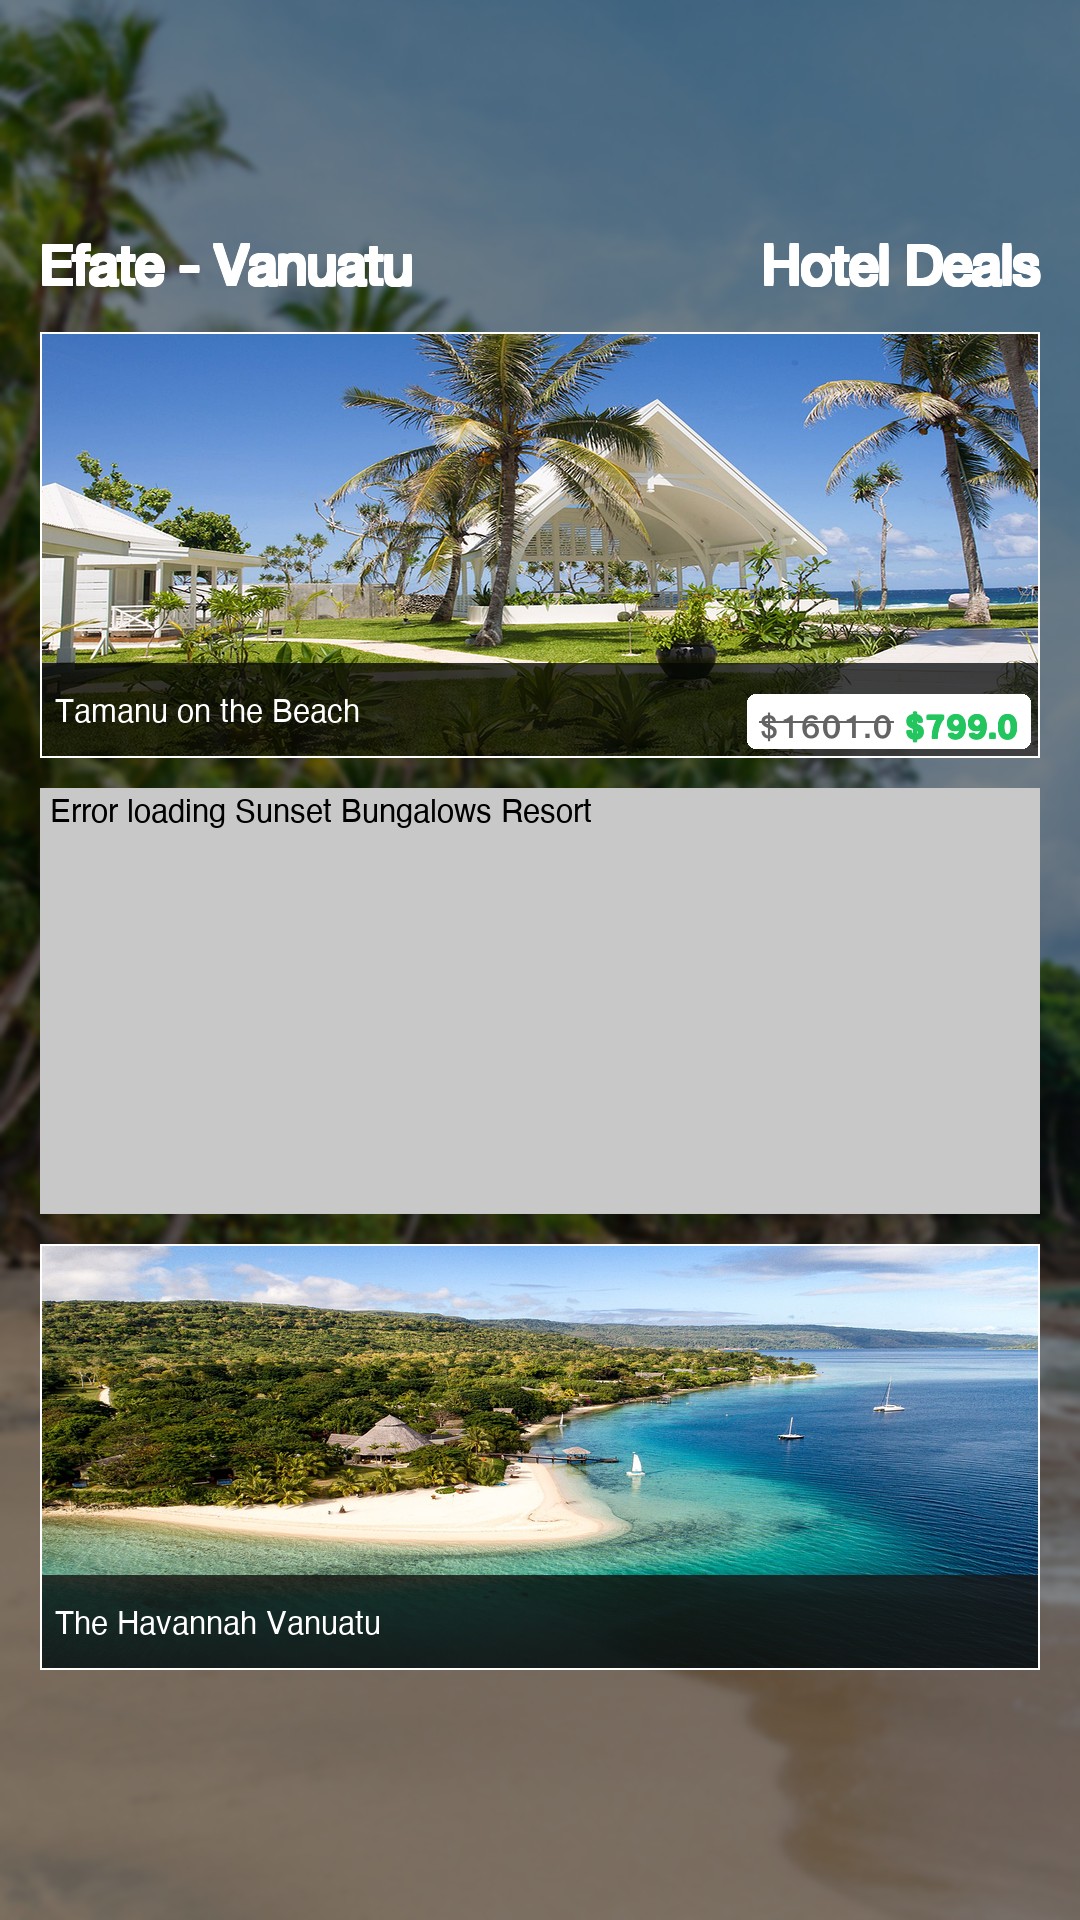 Efate - Vanuatu
Hotel Deals
Tamanu on the Beach
$1601.0 $799.0
Error loading Sunset Bungalows Resort
The Havannah Vanuatu